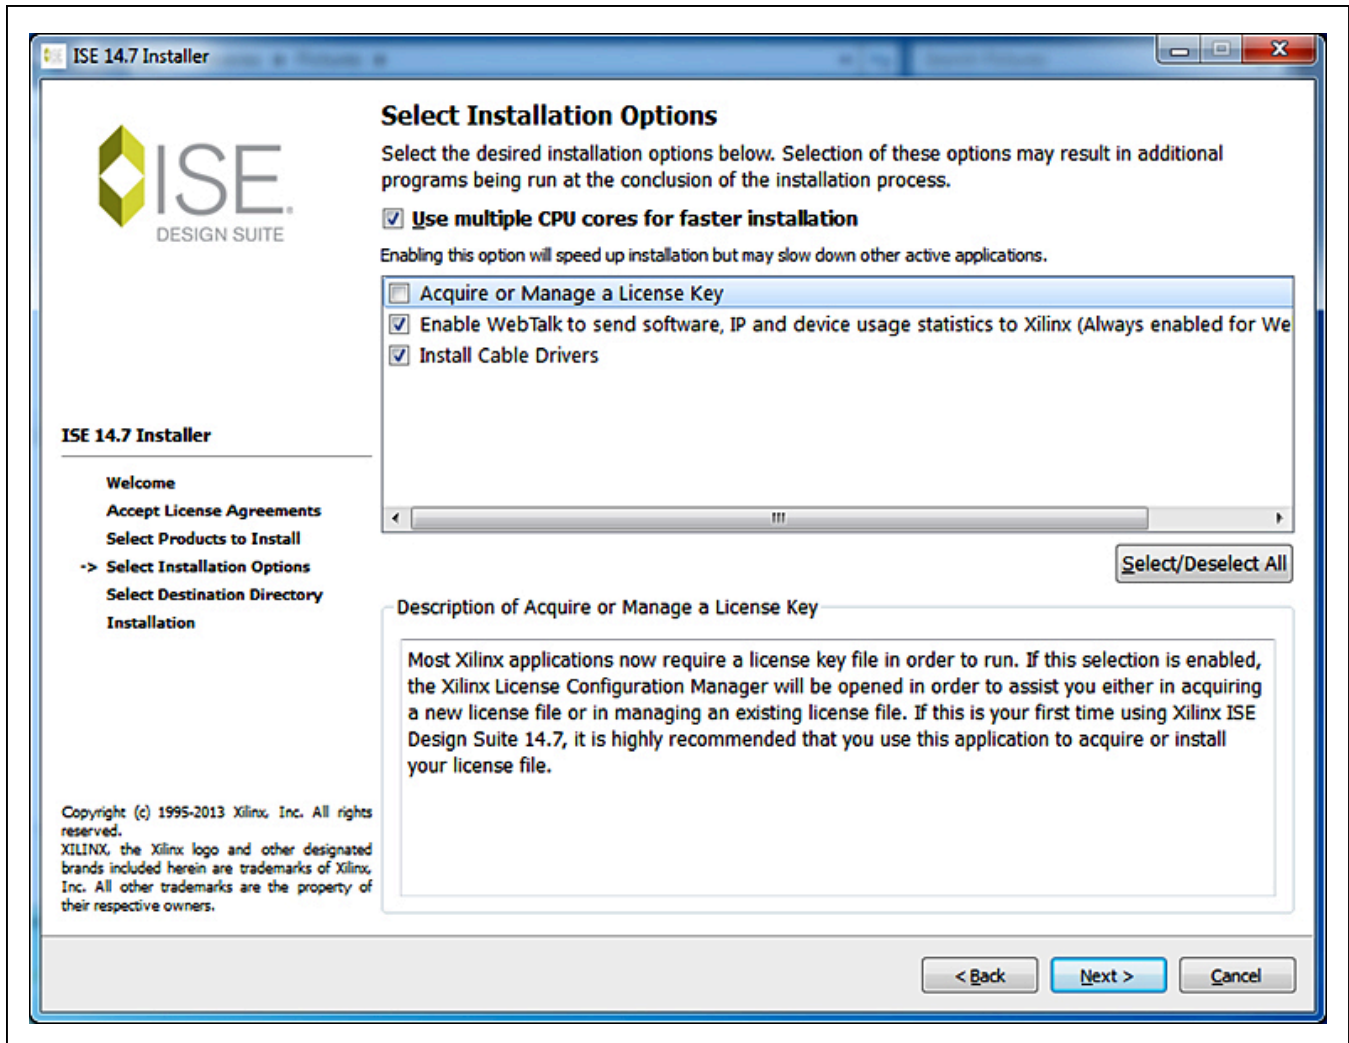 ISE 14.7 Installer
ISE
DESIGN SUITE
Select Installation Options
Select the desired installation options below. Selection of these options may result in additional
programs being run at the conclusion of the installation process.
Use multiple CPU cores for faster installation
Enabling this option will speed up installation but may slow down other active applications.
Acquire or Manage a License Key
Enable WebTalk to send software, IP and device usage statistics to Xilinx (Always enabled for We
Install Cable Drivers
Select/Deselect All
ISE 14.7 Installer
Welcome
Accept License Agreements
Select Products to Install
-> Select Installation Options
Select Destination Directory
Installation
Description of Acquire or Manage a License Key
Most Xilinx applications now require a license key file in order to run. If this selection is enabled,
the Xilinx License Configuration Manager will be opened in order to assist you either in acquiring
a new license file or in managing an existing license file. If this is your first time using Xilinx ISE
Design Suite 14.7, it is highly recommended that you use this application to acquire or install
your license file.
Copyright (c) 1995-2013 Xilinx, Inc. All rights
reserved.
XILINX, the Xilinx logo and other designated
brands included herein are trademarks of Xilinx,
Inc. All other trademarks are the property of
their respective owners.
< Back
Next >
Cancel